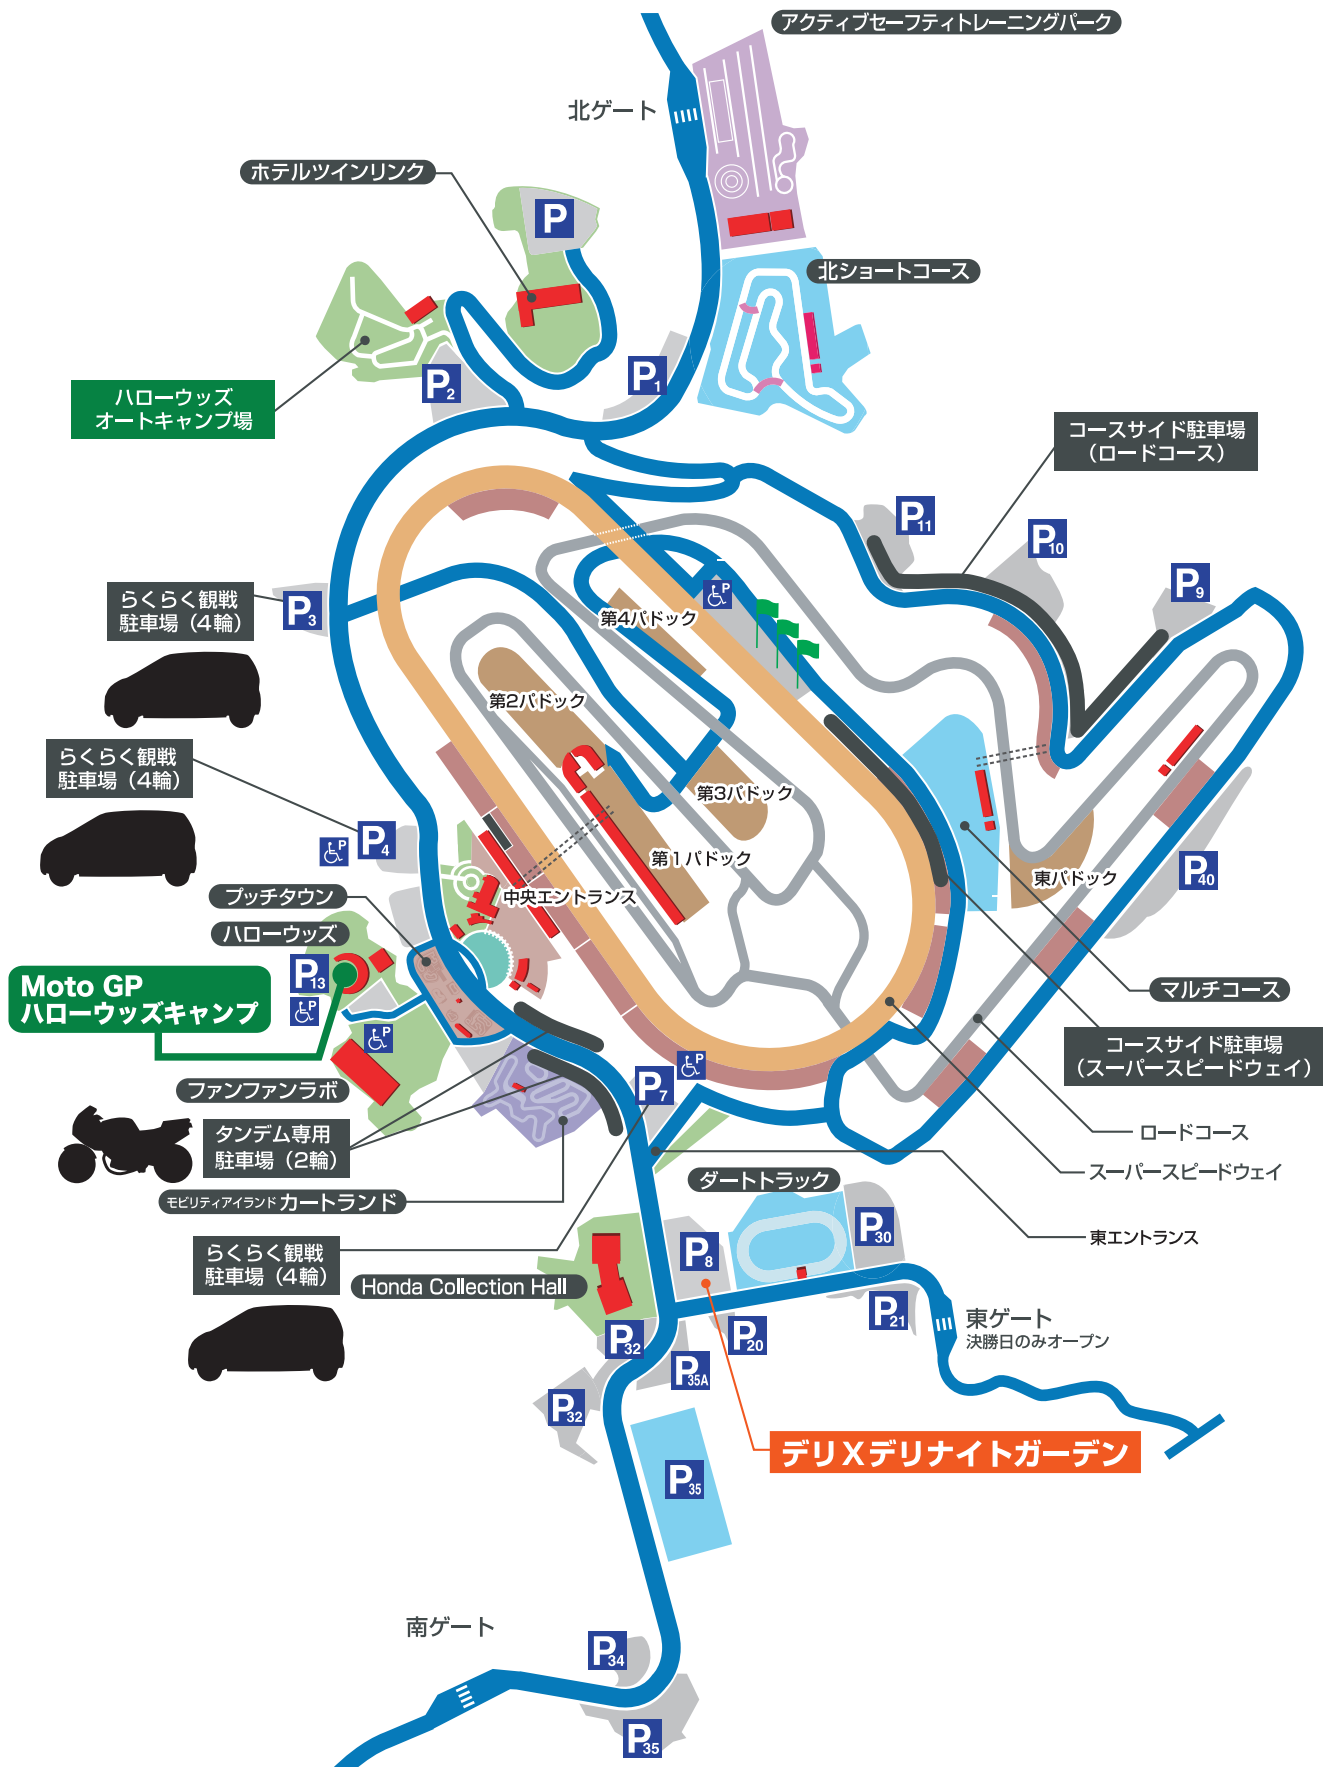 アクティブセーフティトレーニングパーク
北ゲート
ホテルツインリンク
P
北ショートコース
P1
P2
ハローウッズ
オートキャンプ場
コースサイド駐車場
（ロードコース）
P11
P10
P9
らくらく観戦
駐車場（4輪）
P3
P
第4パドック
第2パドック
らくらく観戦
駐車場（4輪）
P
P4
第3パドック
第1パドック
東パドック
P40
プッチタウン
中央エントランス
ハローウッズ
P13
P
Moto GP
ハローウッズキャンプ
P
マルチコース
コースサイド駐車場
（スーパースピードウェイ）
ファンファンラボ
P
P7
タンデム専用
駐車場（2輪）
ロードコース
スーパースピードウェイ
モビリティアイランド カートランド
ダートトラック
P30
東エントランス
らくらく観戦
駐車場（4輪）
P8
Honda Collection Hall
P21
東ゲート
決勝日のみオープン
P32
P20
P35A
P32
デリXデリナイトガーデン
P35
南ゲート
P34
P35